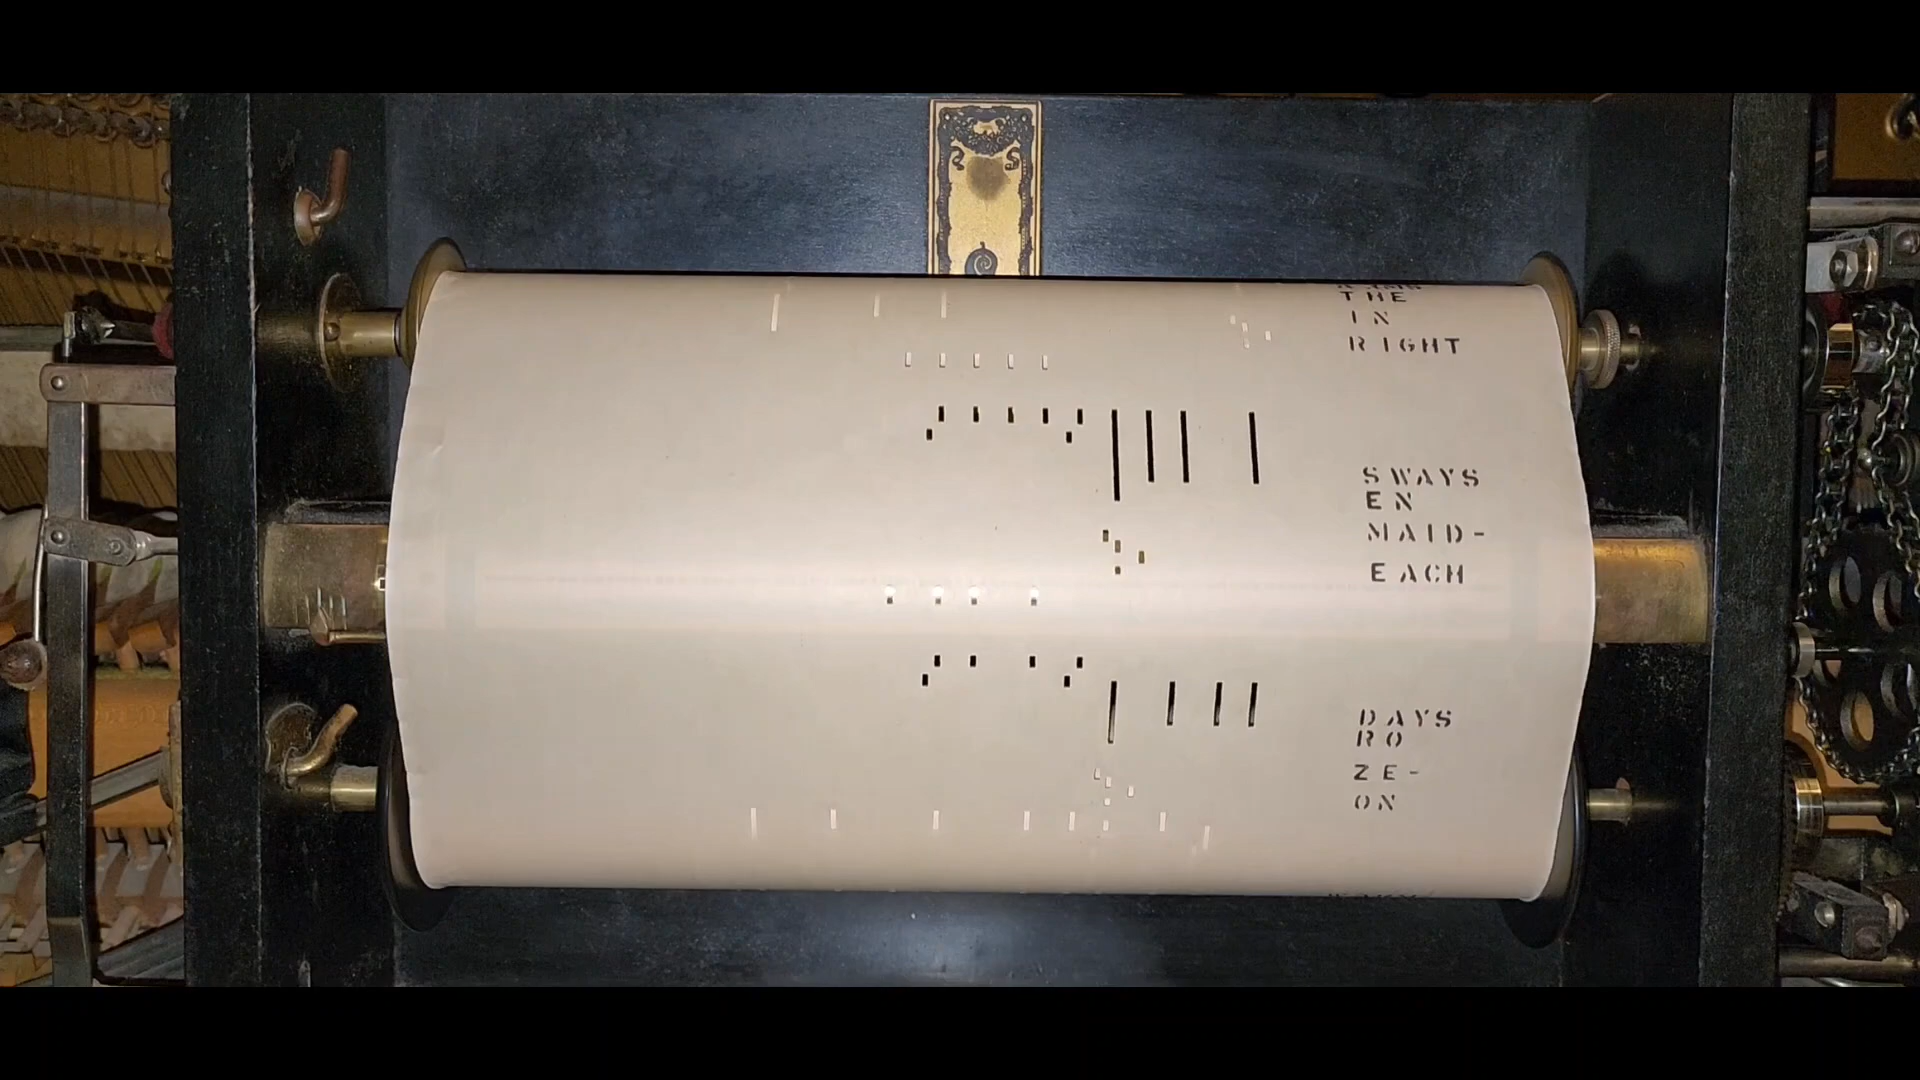 THE
IN
RIGHT
SWAYS
EN
MAID-
EACH
DAYS
RO
ZE-
ON